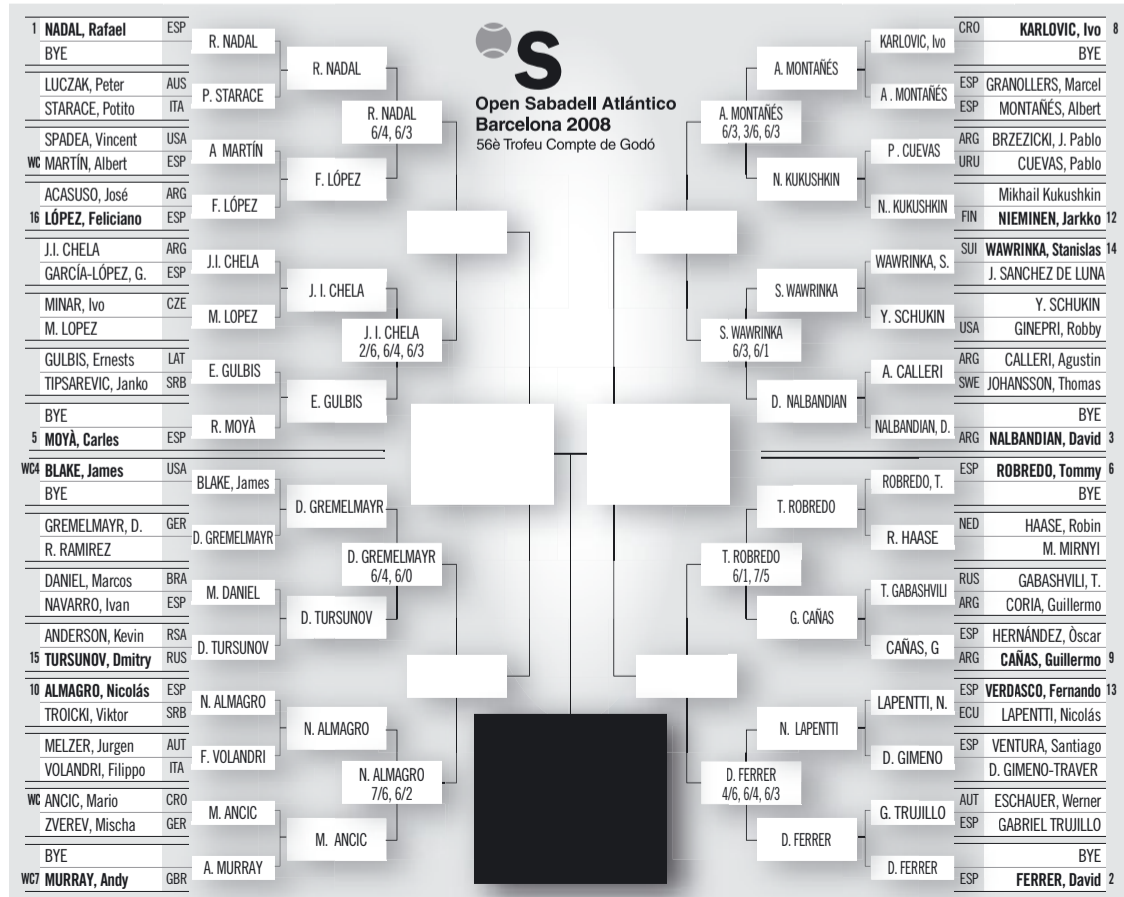 S
Open Sabadell Atlántico
Barcelona 2008
56è Trofeu Compte de Godó
1 NADAL, Rafael ESP
BYE
LUCZAK, Peter AUS
STARACE, Potito ITA
SPADEA, Vincent USA
WC MARTÍN, Albert ESP
ACASUSO, José ARG
16 LÓPEZ, Feliciano ESP
J.I. CHELA ARG
GARCÍA-LÓPEZ, G. ESP
MINAR, Ivo CZE
M. LOPEZ
GULBIS, Ernests LAT
TIPSAREVIC, Janko SRB
BYE
5 MOYÀ, Carles ESP
WC4 BLAKE, James USA
BYE
GREMELMAYR, D. GER
R. RAMIREZ
DANIEL, Marcos BRA
NAVARRO, Ivan ESP
ANDERSON, Kevin RSA
15 TURSUNOV, Dmitry RUS
10 ALMAGRO, Nicolás ESP
TROICKI, Viktor SRB
MELZER, Jurgen AUT
VOLANDRI, Filippo ITA
WC ANCIC, Mario CRO
ZVEREV, Mischa GER
BYE
WC7 MURRAY, Andy GBR
R. NADAL
P. STARACE
A MARTÍN
F. LÓPEZ
J.I. CHELA
M. LOPEZ
E. GULBIS
R. MOYÀ
BLAKE, James
D. GREMELMAYR
M. DANIEL
D. TURSUNOV
N. ALMAGRO
F. VOLANDRI
M. ANCIC
A. MURRAY
R. NADAL
F. LÓPEZ
J. I. CHELA
E. GULBIS
D. GREMELMAYR
D. TURSUNOV
N. ALMAGRO
M. ANCIC
R. NADAL
6/4, 6/3
J. I. CHELA
2/6, 6/4, 6/3
D. GREMELMAYR
6/4, 6/0
N. ALMAGRO
7/6, 6/2
A. MONTAÑÉS
6/3, 3/6, 6/3
S. WAWRINKA
6/3, 6/1
T. ROBREDO
6/1, 7/5
D. FERRER
4/6, 6/4, 6/3
A. MONTAÑÉS
N. KUKUSHKIN
S. WAWRINKA
D. NALBANDIAN
T. ROBREDO
G. CAÑAS
N. LAPENTTI
D. FERRER
KARLOVIC, Ivo
A . MONTAÑÉS
P . CUEVAS
N.. KUKUSHKIN
WAWRINKA, S.
Y. SCHUKIN
A. CALLERI
NALBANDIAN, D.
ROBREDO, T.
R. HAASE
T. GABASHVILI
CAÑAS, G
LAPENTTI, N.
D. GIMENO
G. TRUJILLO
D. FERRER
CRO KARLOVIC, Ivo 8
BYE
ESP GRANOLLERS, Marcel
ESP MONTAÑÉS, Albert
ARG BRZEZICKI, J. Pablo
URU CUEVAS, Pablo
Mikhail Kukushkin
FIN NIEMINEN, Jarkko 12
SUI WAWRINKA, Stanislas 14
J. SANCHEZ DE LUNA
Y. SCHUKIN
USA GINEPRI, Robby
ARG CALLERI, Agustin
SWE JOHANSSON, Thomas
BYE
ARG NALBANDIAN, David 3
ESP ROBREDO, Tommy 6
BYE
NED HAASE, Robin
M. MIRNYI
RUS GABASHVILI, T.
ARG CORIA, Guillermo
ESP HERNÁNDEZ, Òscar
ARG CAÑAS, Guillermo 9
ESP VERDASCO, Fernando 13
ECU LAPENTTI, Nicolás
ESP VENTURA, Santiago
D. GIMENO-TRAVER
AUT ESCHAUER, Werner
ESP GABRIEL TRUJILLO
BYE
ESP FERRER, David 2